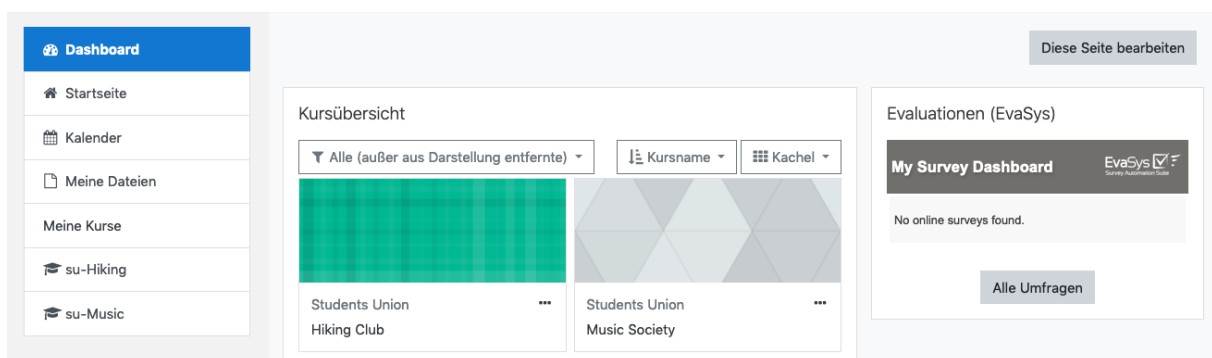 Dashboard
Startseite
Kalender
Meine Dateien
Meine Kurse
su-Hiking
su-Music
Diese Seite bearbeiten
Kursübersicht
Alle (außer aus Darstellung entfernte)
Kursname
Kachel
Students Union
Hiking Club
Students Union
Music Society
Evaluationen (EvaSys)
My Survey Dashboard
EvaSys
Survey Automation Suite
No online surveys found.
Alle Umfragen